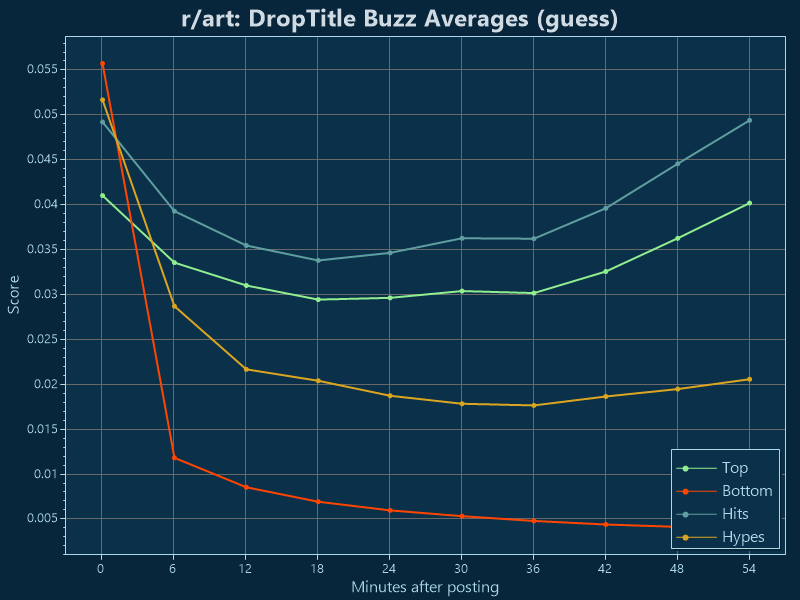 r/art: DropTitle Buzz Averages (guess)
Score
0.055
0.05
0.045
0.04
0.035
0.03
0.025
0.02
0.015
0.01
0.005
Top
Bottom
Hits
Hypes
0 6 12 18 24 30 36 42 48 54
Minutes after posting